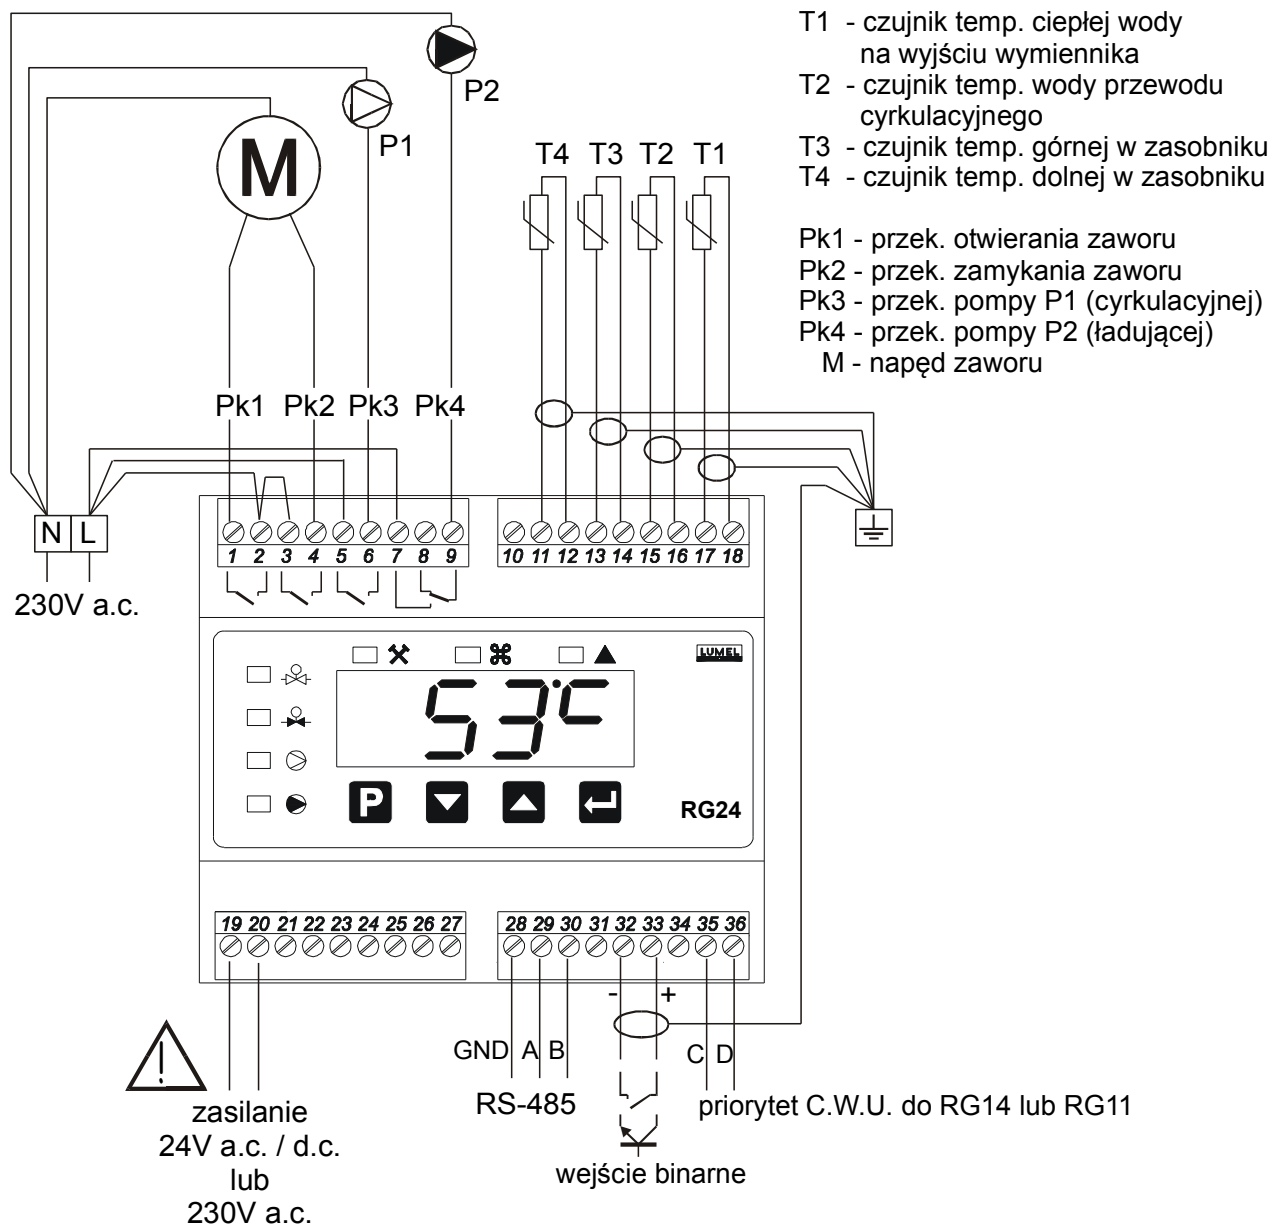 T1 - czujnik temp. ciepłej wody
na wyjściu wymiennika
T2 - czujnik temp. wody przewodu
cyrkulacyjnego
T3 - czujnik temp. górnej w zasobniku
T4 - czujnik temp. dolnej w zasobniku
Pk1 - przek. otwierania zaworu
Pk2 - przek. zamykania zaworu
Pk3 - przek. pompy P1 (cyrkulacyjnej)
Pk4 - przek. pompy P2 (ładującej)
M - napęd zaworu
P2
P1
M
T4 T3 T2 T1
Pk1 Pk2 Pk3 Pk4
N L
230V a.c.
1 2 3 4 5 6 7 8 9
10 11 12 13 14 15 16 17 18
LUMEL
53°C
P
RG24
19 20 21 22 23 24 25 26 27
28 29 30 31 32 33 34 35 36
- +
GND A B
C D
!
zasilanie
24V a.c. / d.c.
lub
230V a.c.
RS-485
priorytet C.W.U. do RG14 lub RG11
wejście binarne